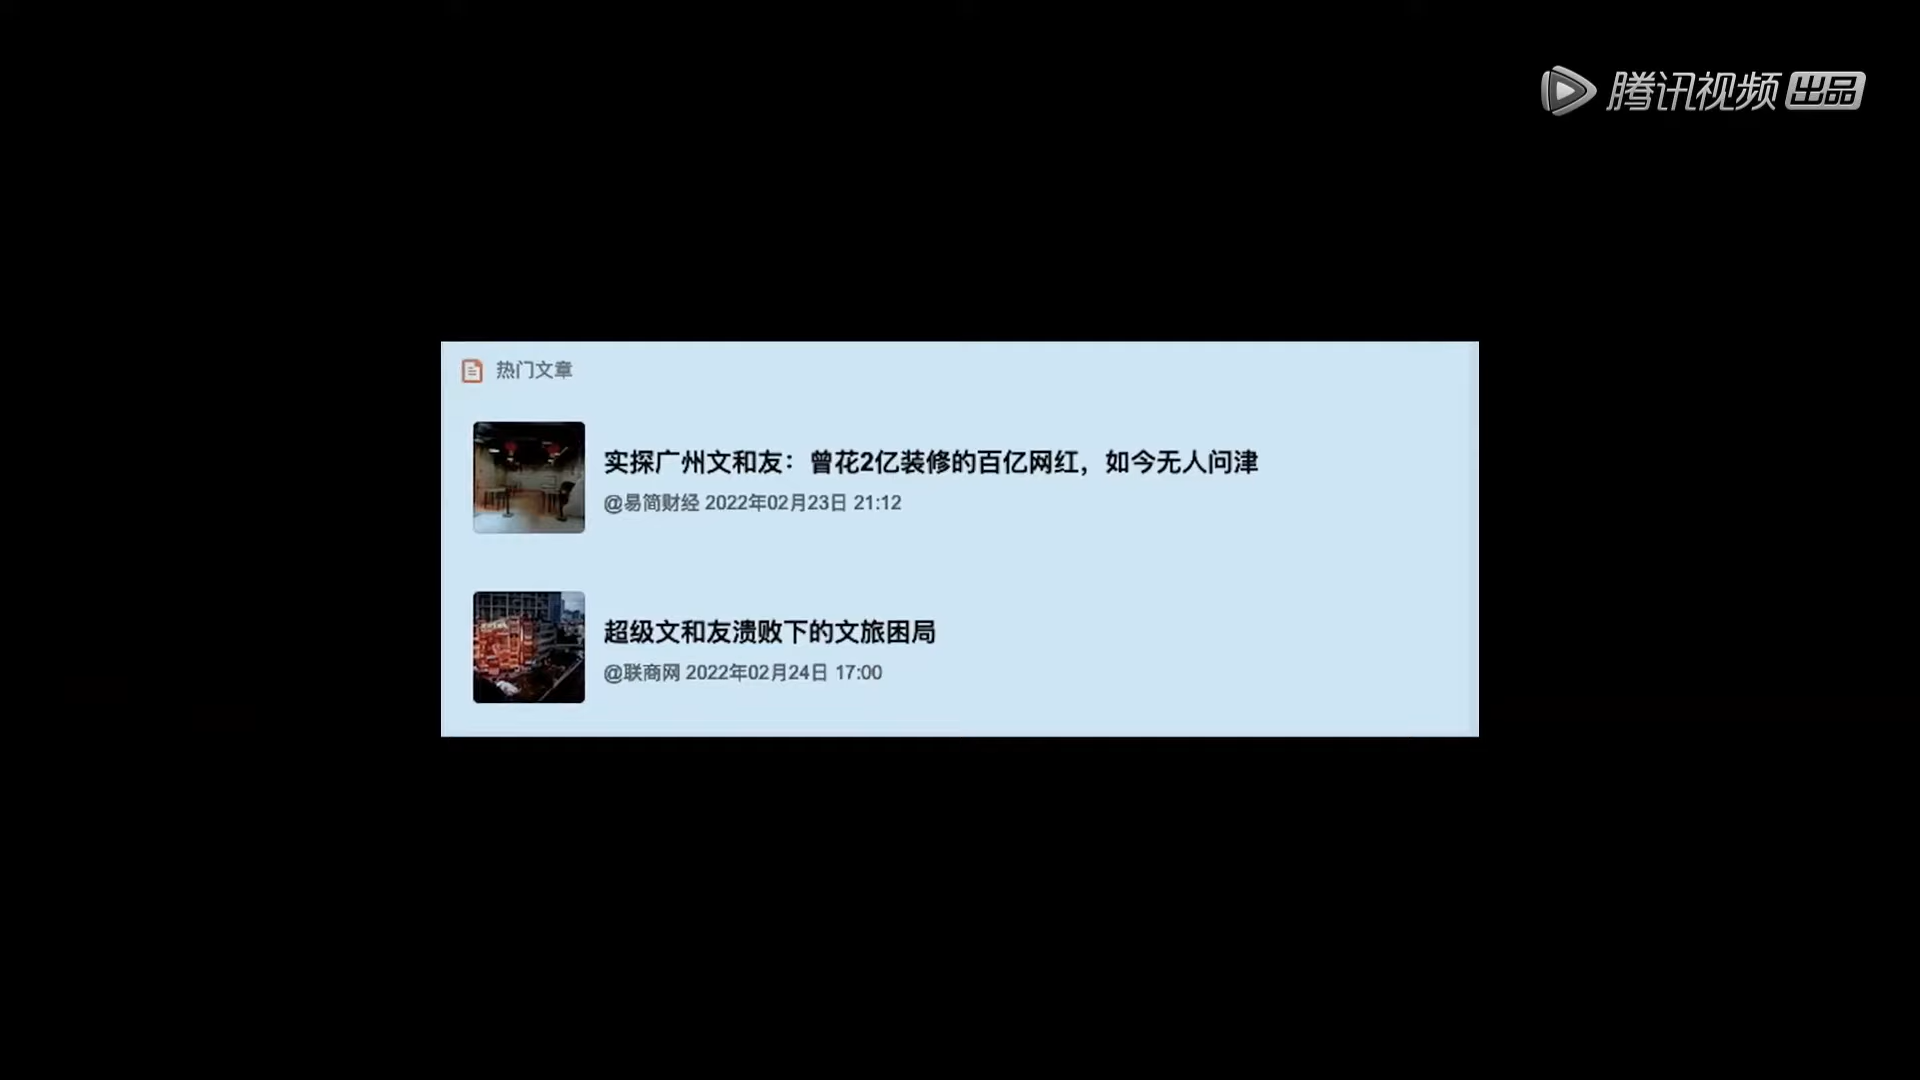 腾讯视频 出品
热门文章
实探广州文和友：曾花2亿装修的百亿网红，如今无人问津
@易简财经 2022年02月23日 21:12
超级文和友溃败下的文旅困局
@联商网 2022年02月24日 17:00